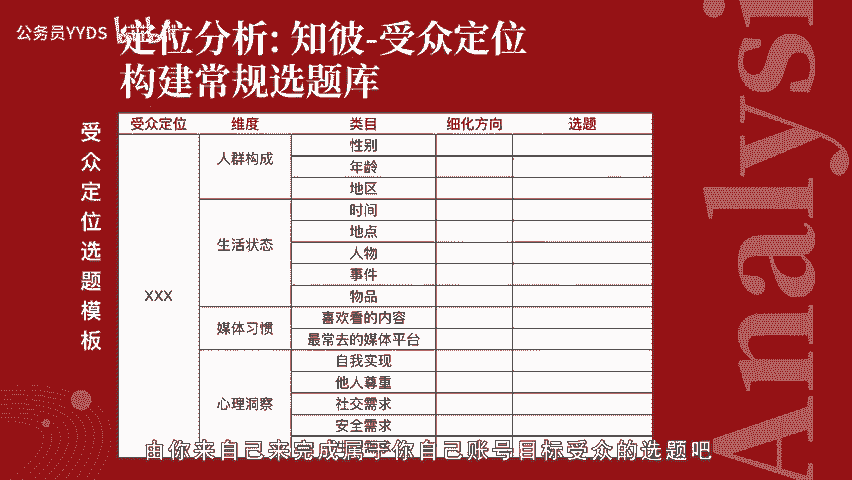 公务员YYDS
定位分析: 知彼-受众定位
构建常规选题库
受众定位选题模板
受众定位 维度 类目 细化方向 选题
XXX
人群构成
性别
年龄
地区
生活状态
时间
地点
人物
事件
物品
媒体习惯
喜欢看的内容
最常去的媒体平台
心理洞察
自我实现
他人尊重
社交需求
安全需求
由你来自己来完成属于你自己账号目标受众的选题吧
Analysi